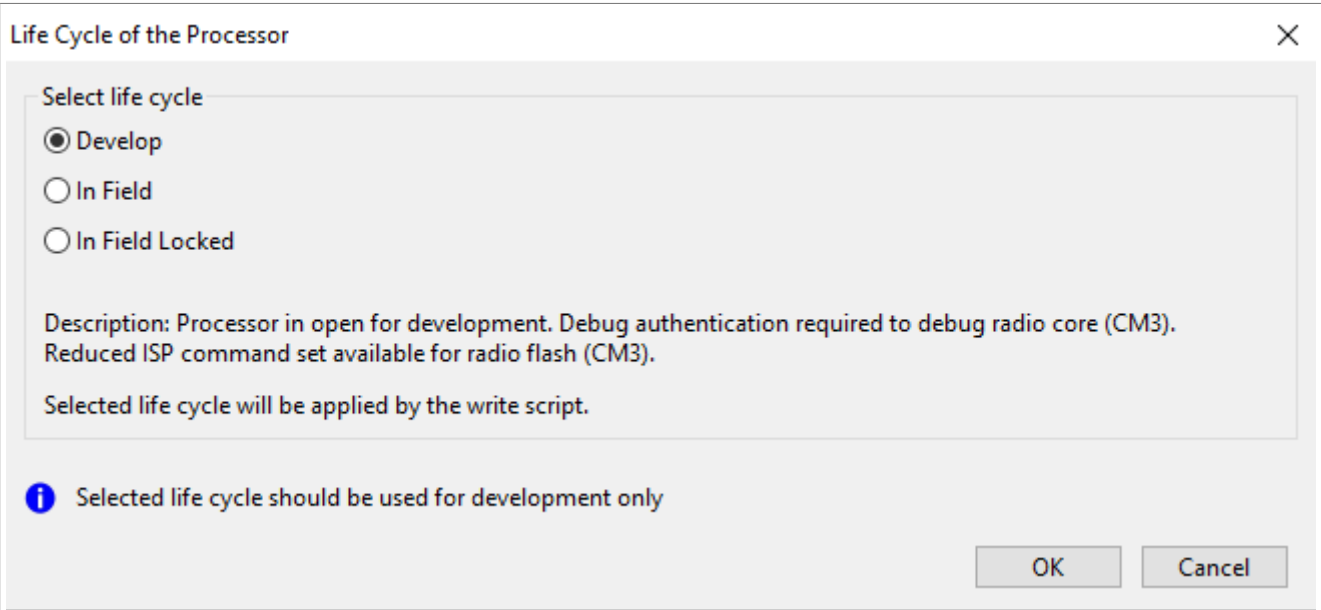 Life Cycle of the Processor
Select life cycle
Develop
In Field
In Field Locked
Description: Processor in open for development. Debug authentication required to debug radio core (CM3).
Reduced ISP command set available for radio flash (CM3).
Selected life cycle will be applied by the write script.
Selected life cycle should be used for development only
OK
Cancel